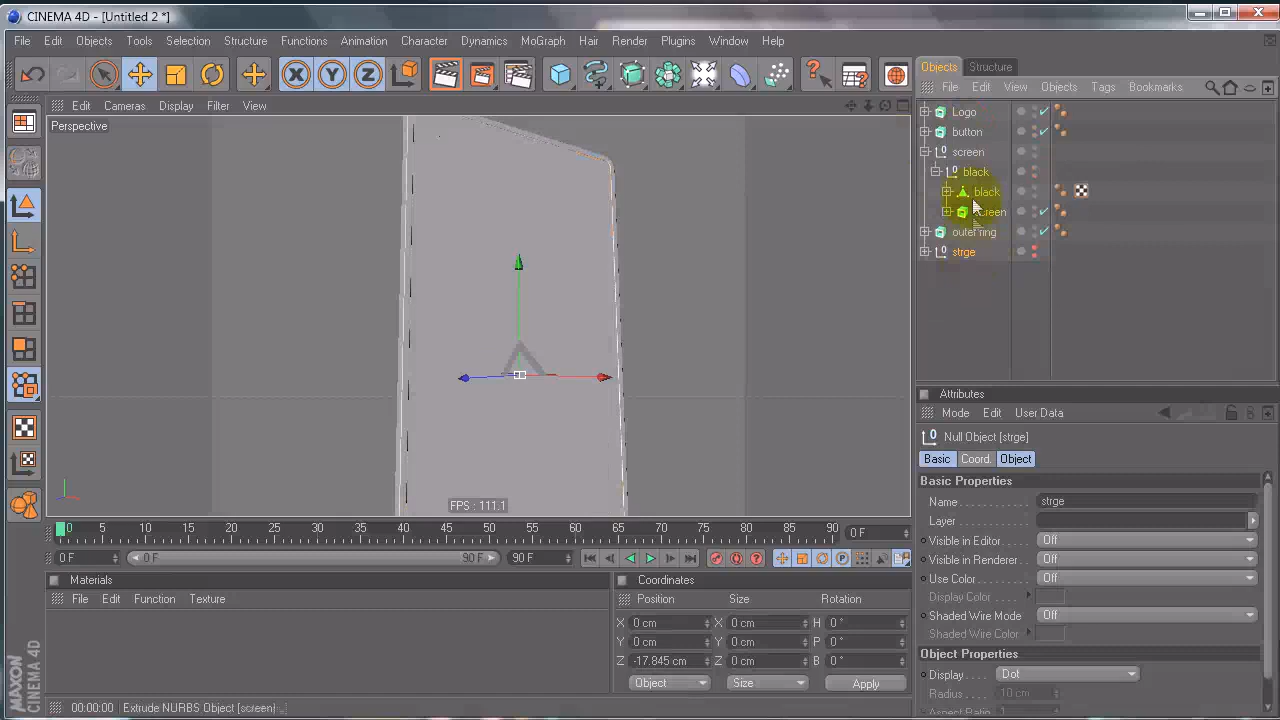 CINEMA 4D - [Untitled 2 *]
File Edit Objects Tools Selection Structure Functions Animation Character Dynamics MoGraph Hair Render Plugins Window Help
X Y Z
Objects Structure
File Edit View Objects Tags Bookmarks
Edit Cameras Display Filter View
Perspective
Logo
button
screen
black
black
screen
outer ring
strge
FPS : 111.1
Attributes
Mode Edit User Data
Null Object [strge]
Basic Coord. Object
Basic Properties
Name strge
Layer
Visible in Editor Off
Visible in Renderer Off
Use Color Off
Display Color
Shaded Wire Mode Off
Shaded Wire Color
Object Properties
Display Dot
Radius 10 cm
Aspect Ratio
0 5 10 15 20 25 30 35 40 45 50 55 60 65 70 75 80 85 90 0 F
0 F 0 F 90 F 90 F
Materials
File Edit Function Texture
Coordinates
Position Size Rotation
X 0 cm X 0 cm H 0 °
Y 0 cm Y 0 cm P 0 °
Z -17.845 cm Z 0 cm B 0 °
Object Size Apply
MAXON
CINEMA 4D
00:00:00 Extrude NURBS Object [screen]